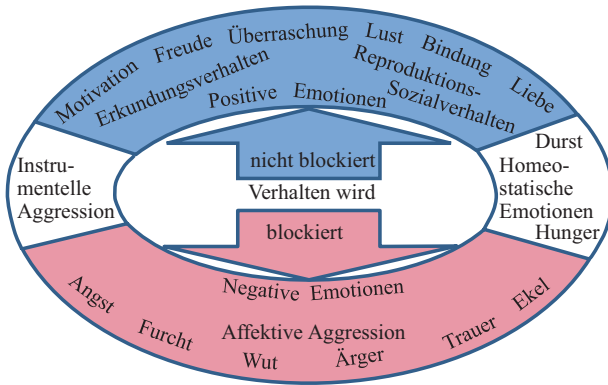 Motivation Freude Überraschung Lust Bindung Liebe
Erkundungsverhalten Reproduktions-
Sozialverhalten
Positive Emotionen
Instru-
mentelle
Aggression
nicht blockiert
Verhalten wird
blockiert
Durst
Homeo-
statische
Emotionen
Hunger
Negative Emotionen
Angst Furcht Affektive Aggression Trauer Ekel
Wut Ärger